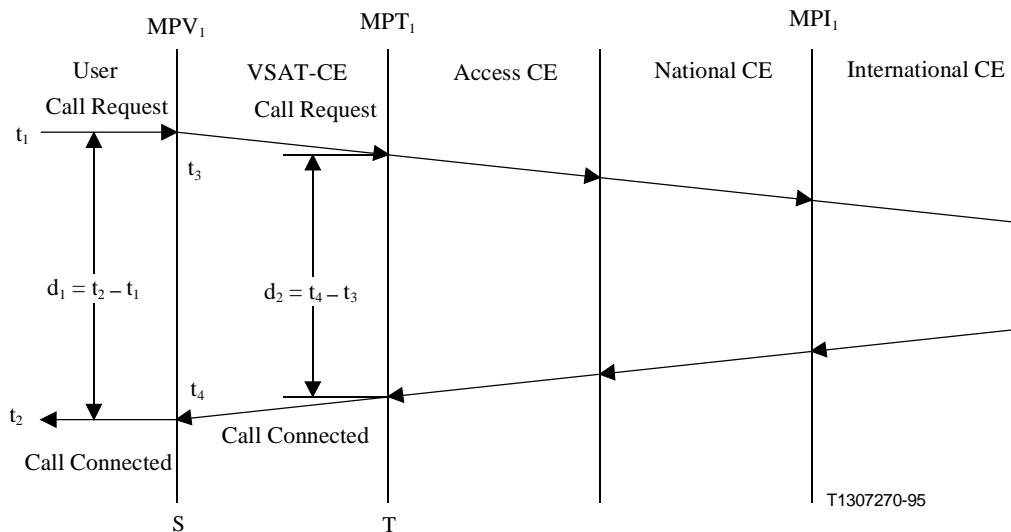 MPV₁ MPT₁ MPI₁
User VSAT-CE Access CE National CE International CE
Call Request Call Request
t₁
t₃
d₁ = t₂ – t₁ d₂ = t₄ – t₃
t₄
t₂
Call Connected
Call Connected
T1307270-95
S T